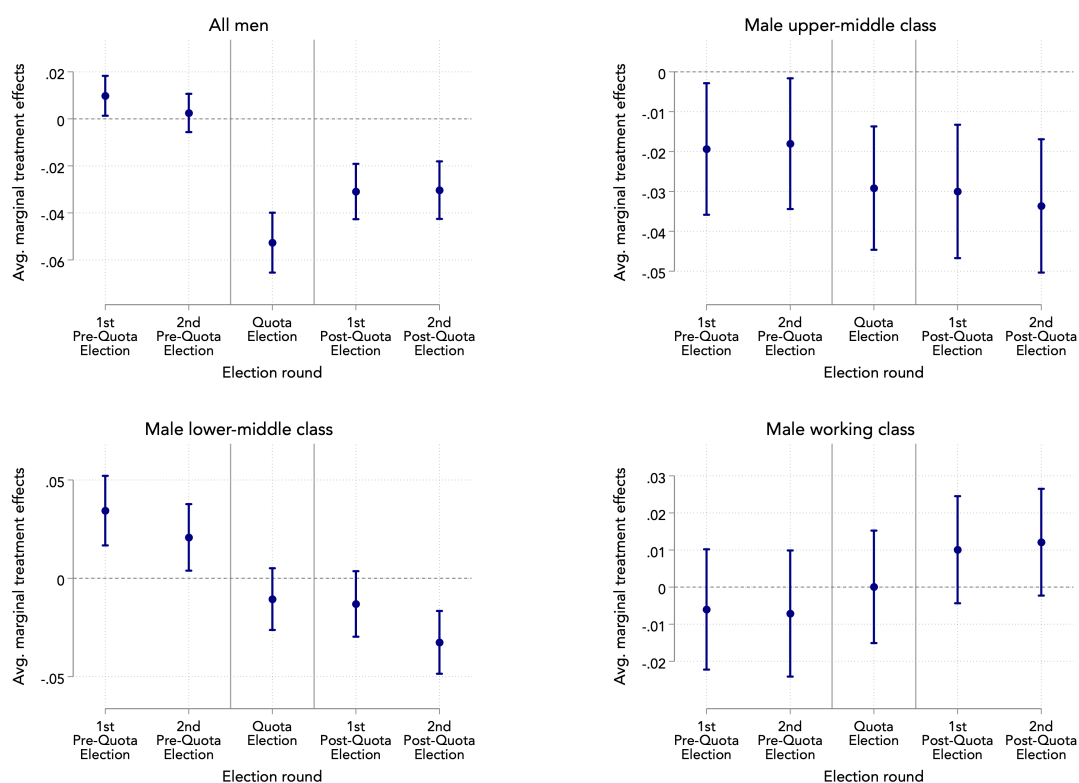 All men
Avg. marginal treatment effects
.02
0
-.02
-.04
-.06
1st
Pre-Quota
Election
2nd
Pre-Quota
Election
Quota
Election
1st
Post-Quota
Election
2nd
Post-Quota
Election
Election round
Male upper-middle class
Avg. marginal treatment effects
0
-.01
-.02
-.03
-.04
-.05
1st
Pre-Quota
Election
2nd
Pre-Quota
Election
Quota
Election
1st
Post-Quota
Election
2nd
Post-Quota
Election
Election round
Male lower-middle class
Avg. marginal treatment effects
.05
0
-.05
1st
Pre-Quota
Election
2nd
Pre-Quota
Election
Quota
Election
1st
Post-Quota
Election
2nd
Post-Quota
Election
Election round
Male working class
Avg. marginal treatment effects
.03
.02
.01
0
-.01
-.02
1st
Pre-Quota
Election
2nd
Pre-Quota
Election
Quota
Election
1st
Post-Quota
Election
2nd
Post-Quota
Election
Election round